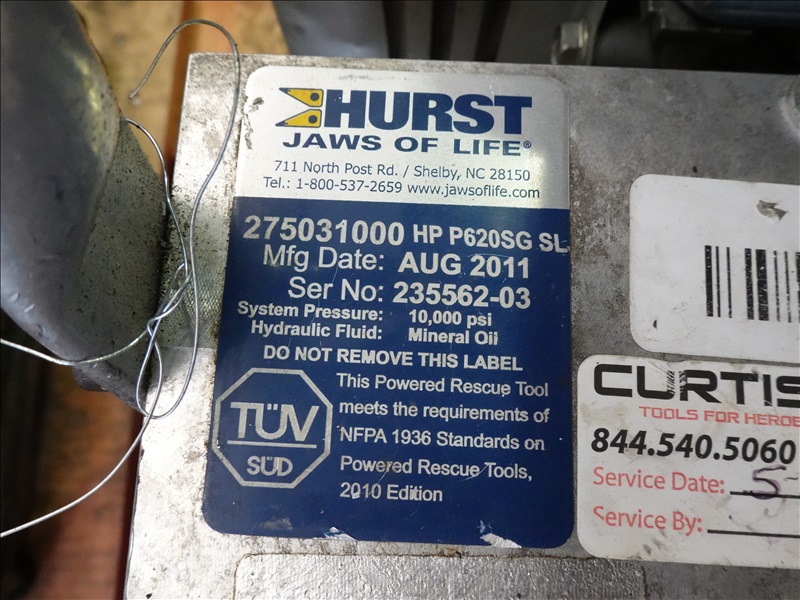 HURST
JAWS OF LIFE®
711 North Post Rd. / Shelby, NC 28150
Tel.: 1-800-537-2659 www.jawsoflife.com
275031000 HP P620SG SL
Mfg Date: AUG 2011
Ser No: 235562-03
System Pressure: 10,000 psi
Hydraulic Fluid: Mineral Oil
DO NOT REMOVE THIS LABEL
TÜV
SÜD
This Powered Rescue Tool
meets the requirements of
NFPA 1936 Standards on
Powered Rescue Tools,
2010 Edition
CURTIS
TOOLS FOR HEROE
844.540.5060
Service Date: 5-
Service By: